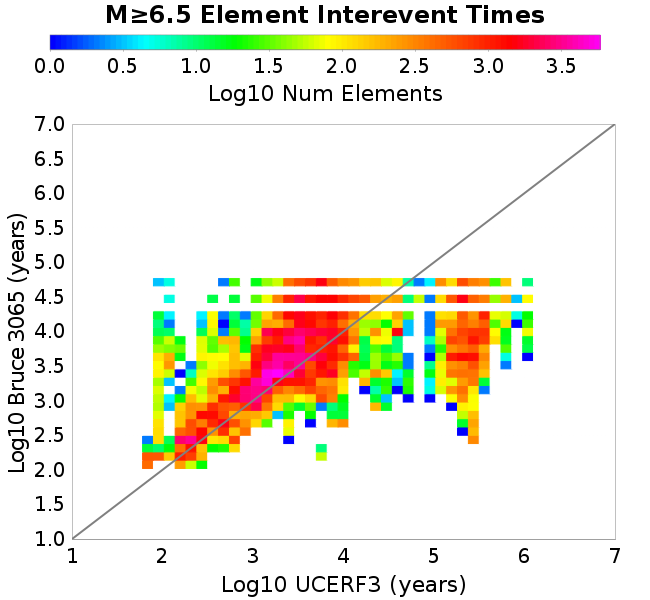 M≥6.5 Element Interevent Times
0.0 0.5 1.0 1.5 2.0 2.5 3.0 3.5
Log10 Num Elements
7.0
6.5
6.0
5.5
5.0
4.5
4.0
3.5
3.0
2.5
2.0
1.5
1.0
Log10 Bruce 3065 (years)
1 2 3 4 5 6 7
Log10 UCERF3 (years)